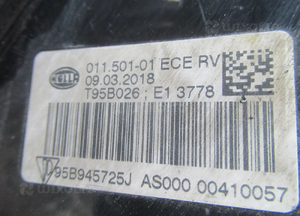 HELLA
011.501-01 ECE RV
09.03.2018
T95B026 ; E1 3778
95B945725J AS000 00410057